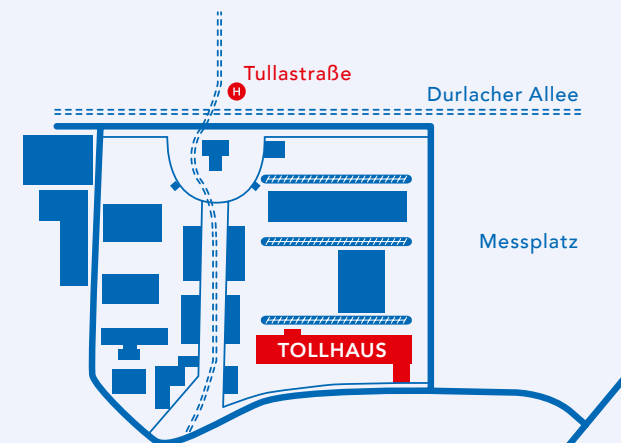 Tullastraße
H
Durlacher Allee
Messplatz
TOLLHAUS